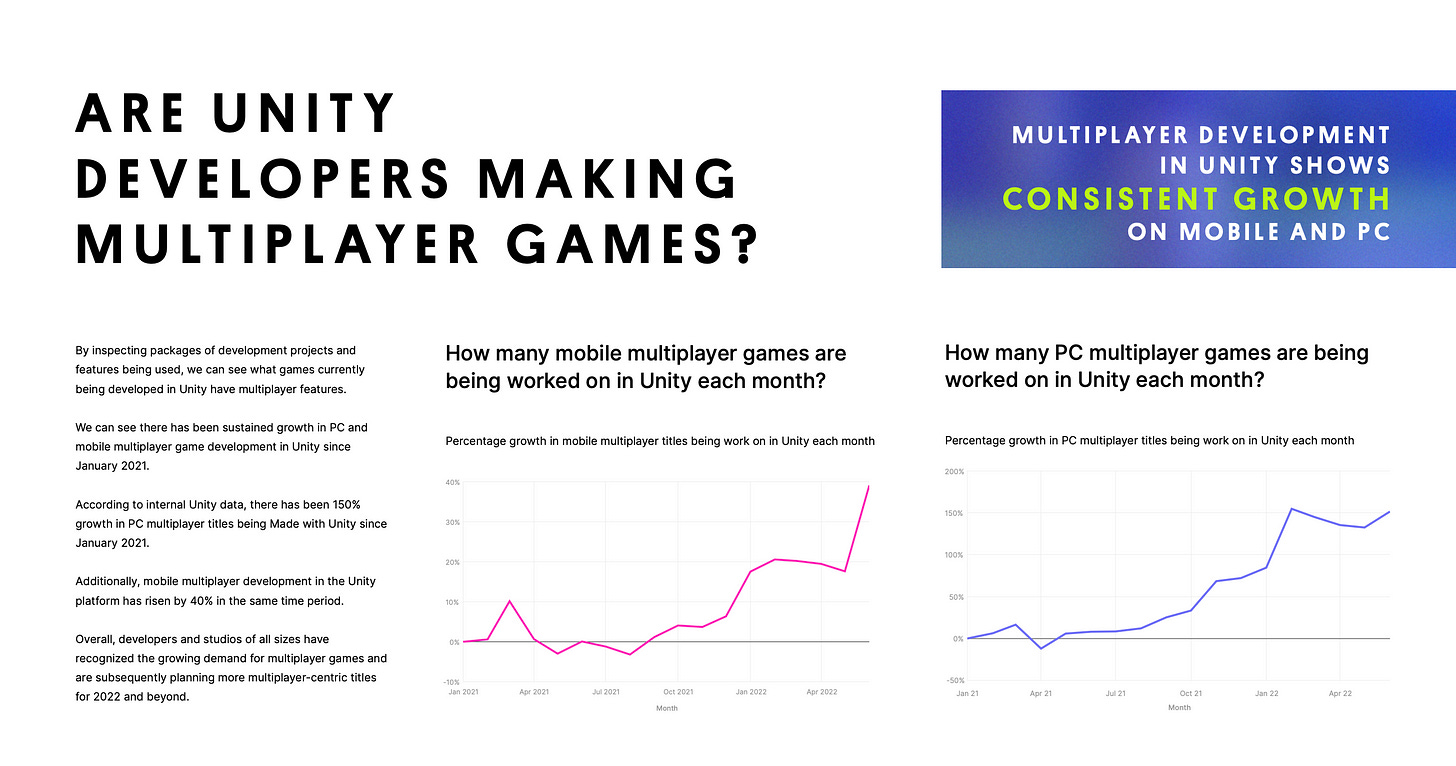 ARE UNITY
DEVELOPERS MAKING
MULTIPLAYER GAMES?
MULTIPLAYER DEVELOPMENT
IN UNITY SHOWS
CONSISTENT GROWTH
ON MOBILE AND PC
By inspecting packages of development projects and
features being used, we can see what games currently
being developed in Unity have multiplayer features.
We can see there has been sustained growth in PC and
mobile multiplayer game development in Unity since
January 2021.
According to internal Unity data, there has been 150%
growth in PC multiplayer titles being Made with Unity since
January 2021.
Additionally, mobile multiplayer development in the Unity
platform has risen by 40% in the same time period.
Overall, developers and studios of all sizes have
recognized the growing demand for multiplayer games and
are subsequently planning more multiplayer-centric titles
for 2022 and beyond.
How many mobile multiplayer games are
being worked on in Unity each month?
Percentage growth in mobile multiplayer titles being work on in Unity each month
40%
30%
20%
10%
0%
-10%
Jan 2021 Apr 2021 Jul 2021 Oct 2021 Jan 2022 Apr 2022
Month
How many PC multiplayer games are being
worked on in Unity each month?
Percentage growth in PC multiplayer titles being work on in Unity each month
200%
150%
100%
50%
0%
-50%
Jan 21 Apr 21 Jul 21 Oct 21 Jan 22 Apr 22
Month